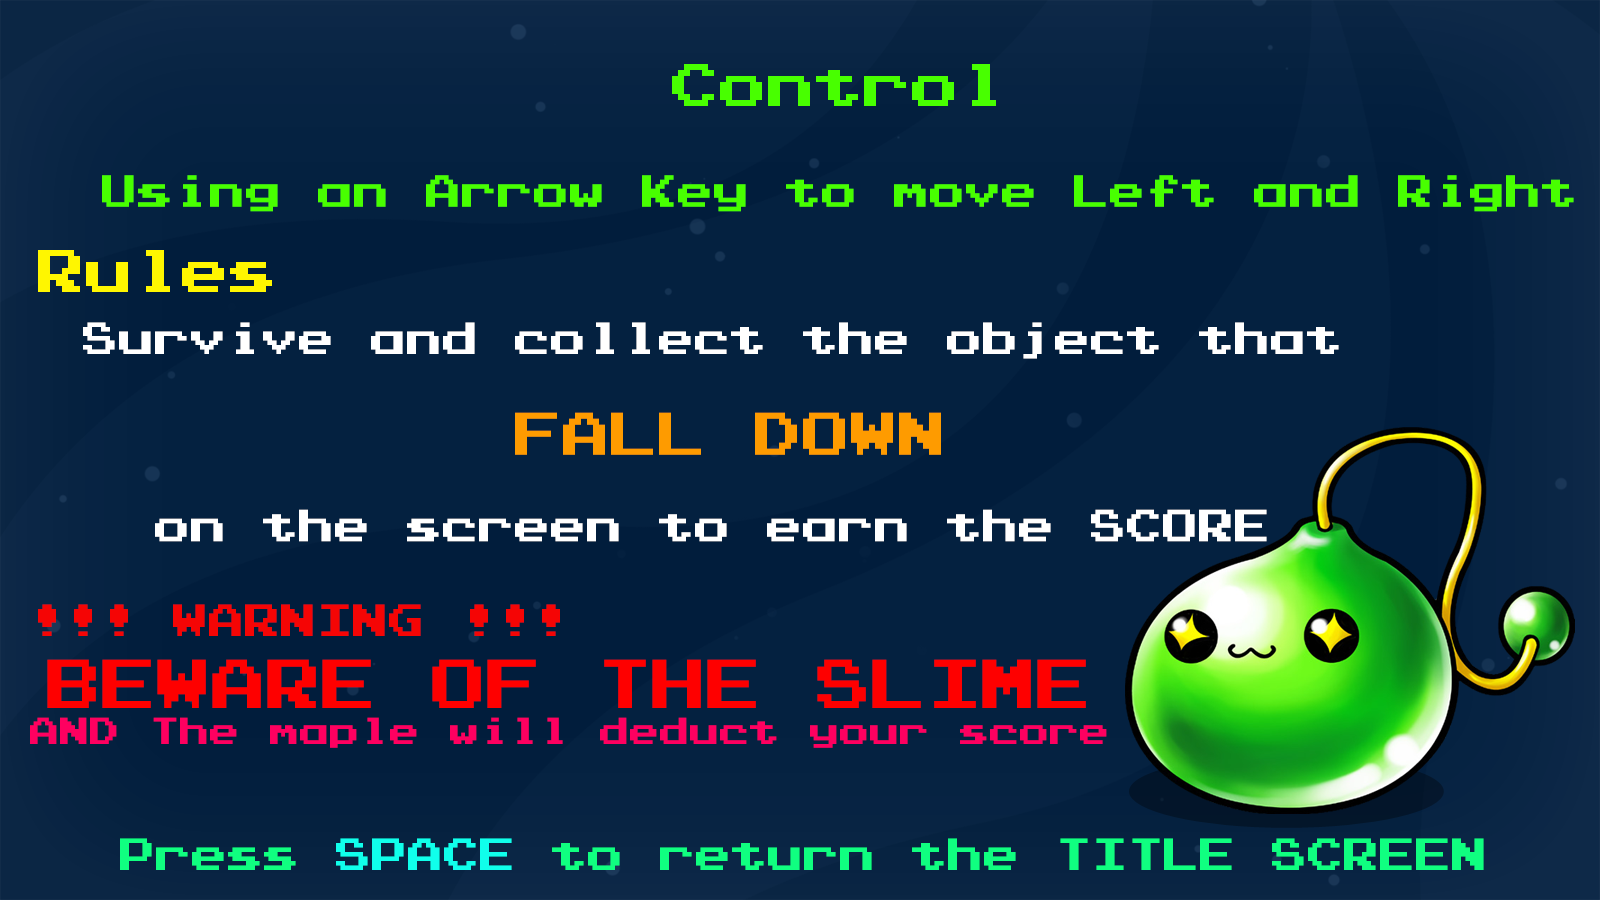 Control
Using an Arrow Key to move Left and Right
Rules
Survive and collect the object that
FALL DOWN
on the screen to earn the SCORE
!!! WARNING !!!
BEWARE OF THE SLIME
AND The maple will deduct your score
Press SPACE to return the TITLE SCREEN